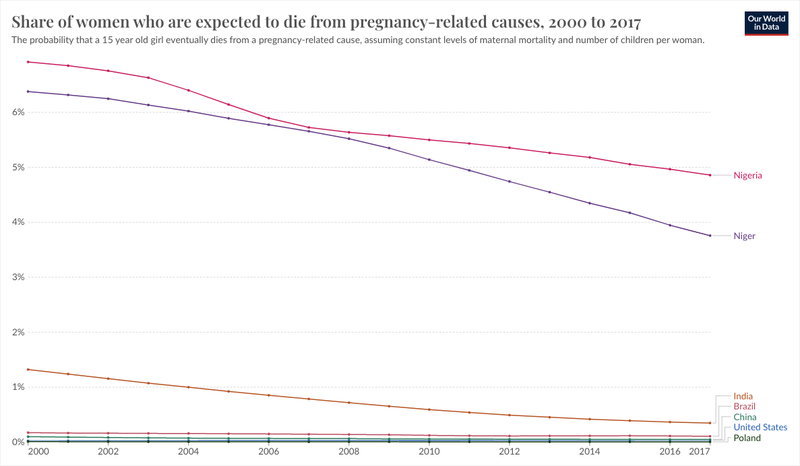 Share of women who are expected to die from pregnancy-related causes, 2000 to 2017
Our World
in Data
The probability that a 15 year old girl eventually dies from a pregnancy-related cause, assuming constant levels of maternal mortality and number of children per woman.
6%
5%
Nigeria
4%
Niger
3%
2%
1%
India
Brazil
China
United States
Poland
0%
2000 2002 2004 2006 2008 2010 2012 2014 2016 2017